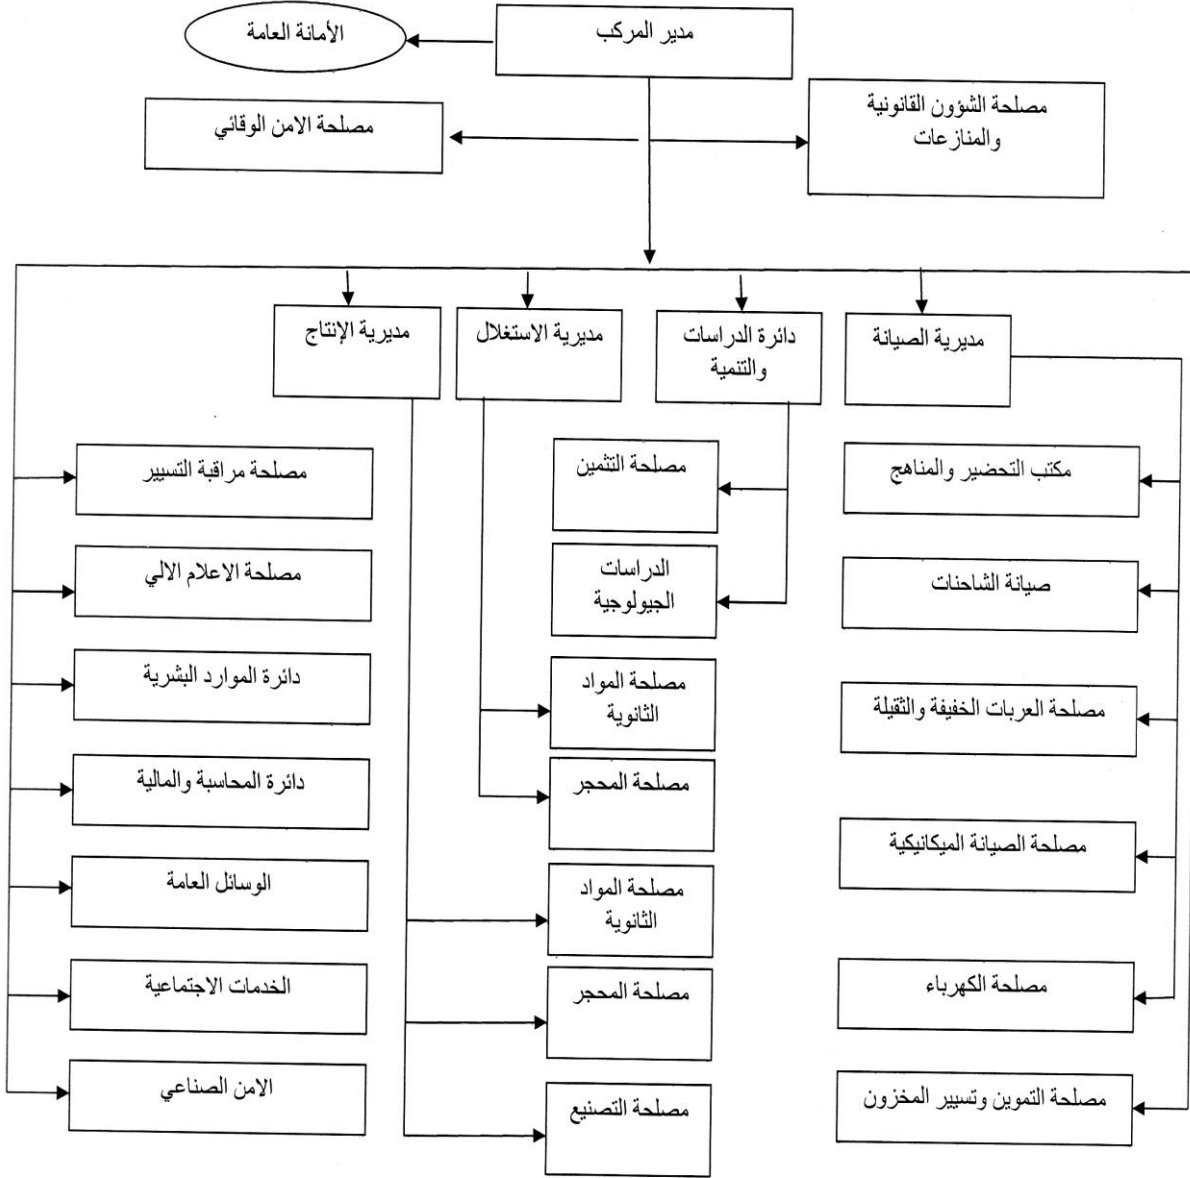 مدير المركب
الأمانة العامة
مصلحة الشؤون القانونية
والمنازعات
مصلحة الامن الوقائي
مديرية الصيانة
دائرة الدراسات
والتنمية
مديرية الاستغلال
مديرية الإنتاج
مكتب التحضير والمناهج
صيانة الشاحنات
مصلحة العربات الخفيفة والثقيلة
مصلحة الصيانة الميكانيكية
مصلحة الكهرباء
مصلحة التموين وتسيير المخزون
مصلحة التثمين
الدراسات
الجيولوجية
مصلحة المواد
الثانوية
مصلحة المحجر
مصلحة المواد
الثانوية
مصلحة المحجر
مصلحة التصنيع
مصلحة مراقبة التسيير
مصلحة الاعلام الالي
دائرة الموارد البشرية
دائرة المحاسبة والمالية
الوسائل العامة
الخدمات الاجتماعية
الامن الصناعي